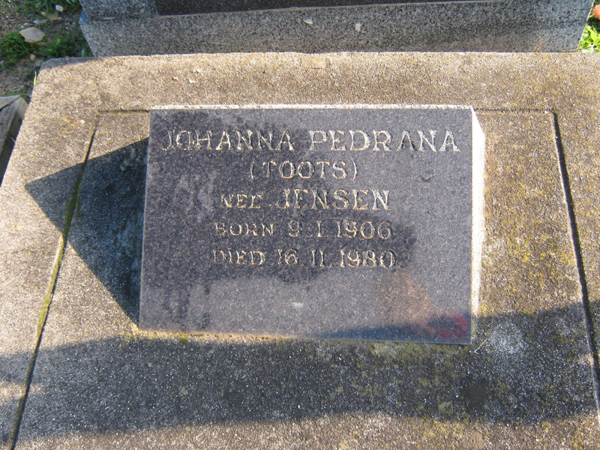 JOHANNA PEDRANA
(TOOTS)
NEE JENSEN
BORN 9.1.1906
DIED 16.11.1980